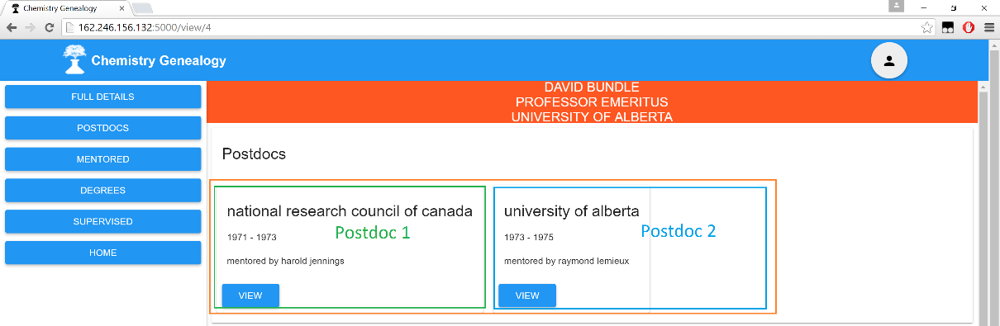 Chemistry Genealogy
162.246.156.132:5000/view/4
Chemistry Genealogy
FULL DETAILS
POSTDOCS
MENTORED
DEGREES
SUPERVISED
HOME
DAVID BUNDLE
PROFESSOR EMERITUS
UNIVERSITY OF ALBERTA
Postdocs
national research council of canada
1971 - 1973
Postdoc 1
mentored by harold jennings
VIEW
university of alberta
1973 - 1975
Postdoc 2
mentored by raymond lemieux
VIEW